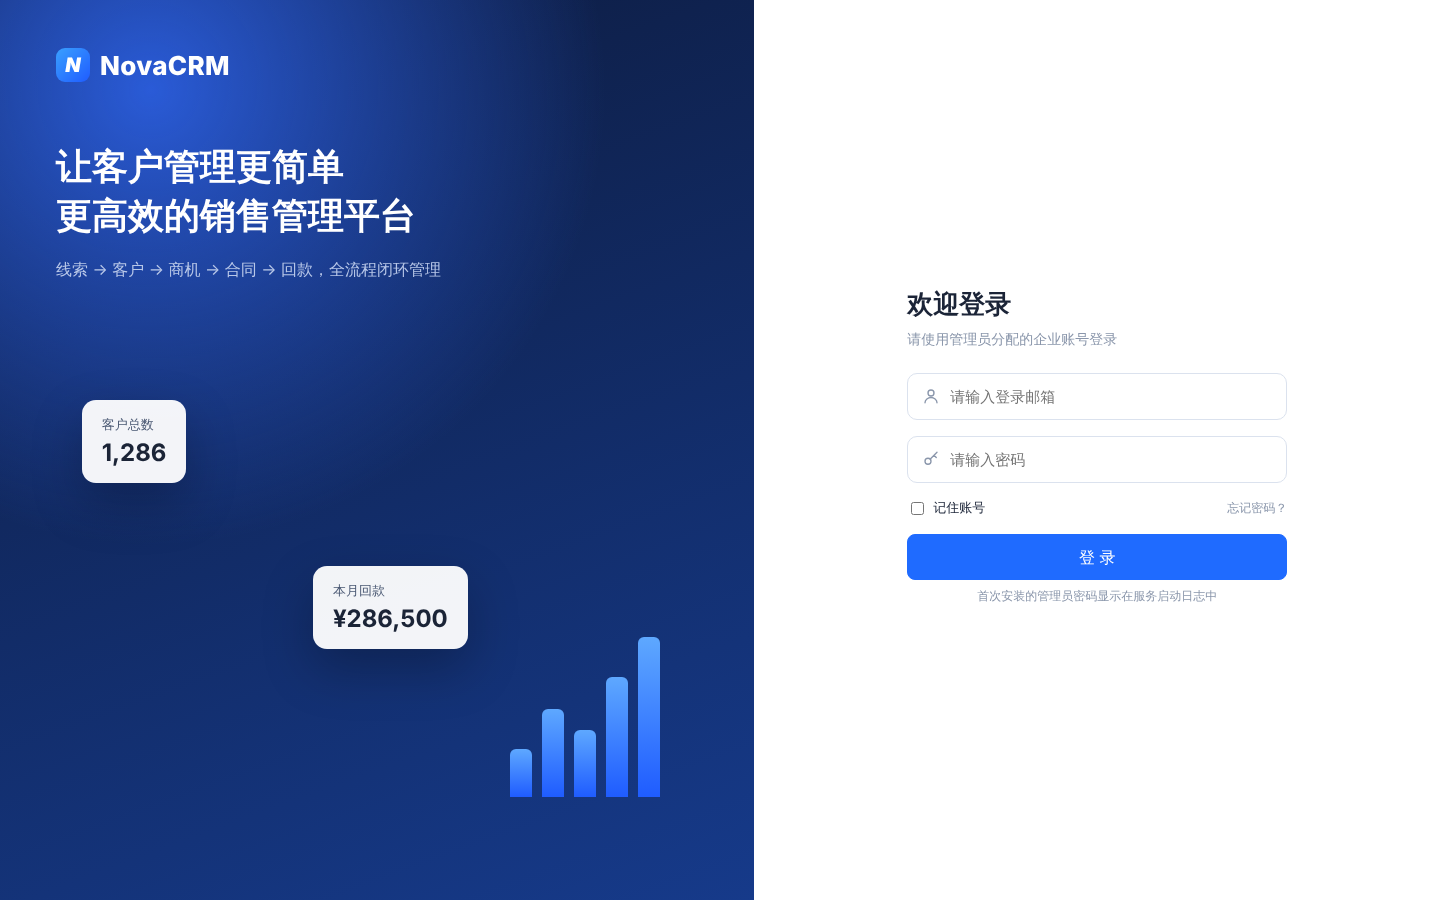 N NovaCRM
让客户管理更简单
更高效的销售管理平台
线索 → 客户 → 商机 → 合同 → 回款，全流程闭环管理
客户总数
1,286
本月回款
¥286,500
欢迎登录
请使用管理员分配的企业账号登录
请输入登录邮箱
请输入密码
记住账号
忘记密码？
登 录
首次安装的管理员密码显示在服务启动日志中